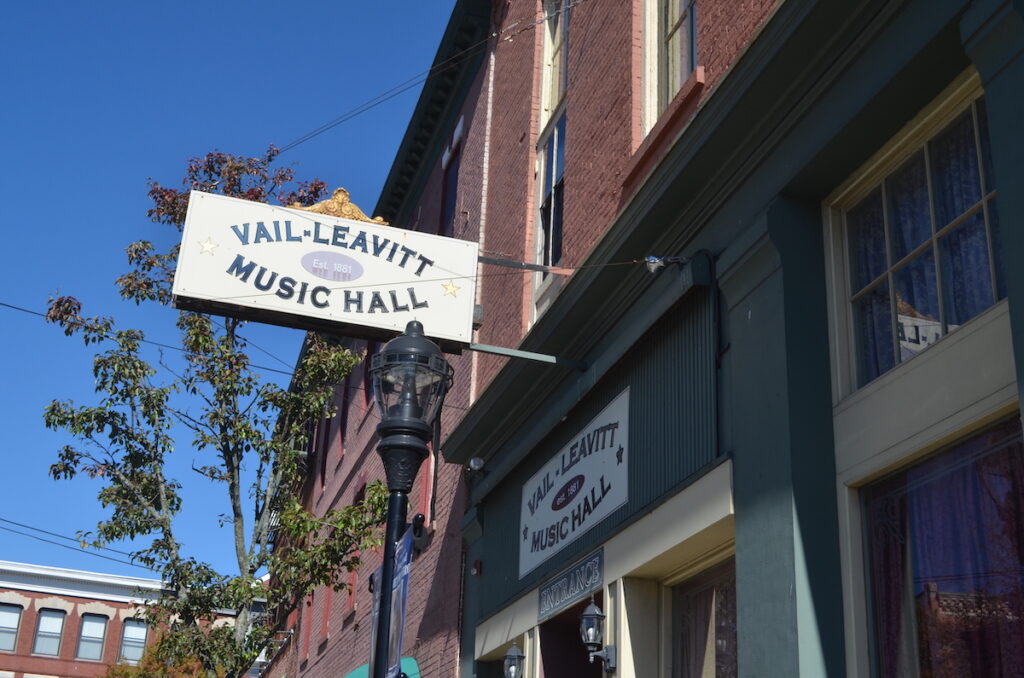 VAIL-LEAVITT
Est. 1881
MUSIC HALL
VAIL-LEAVITT
est. 1881
MUSIC HALL
ENTRANCE